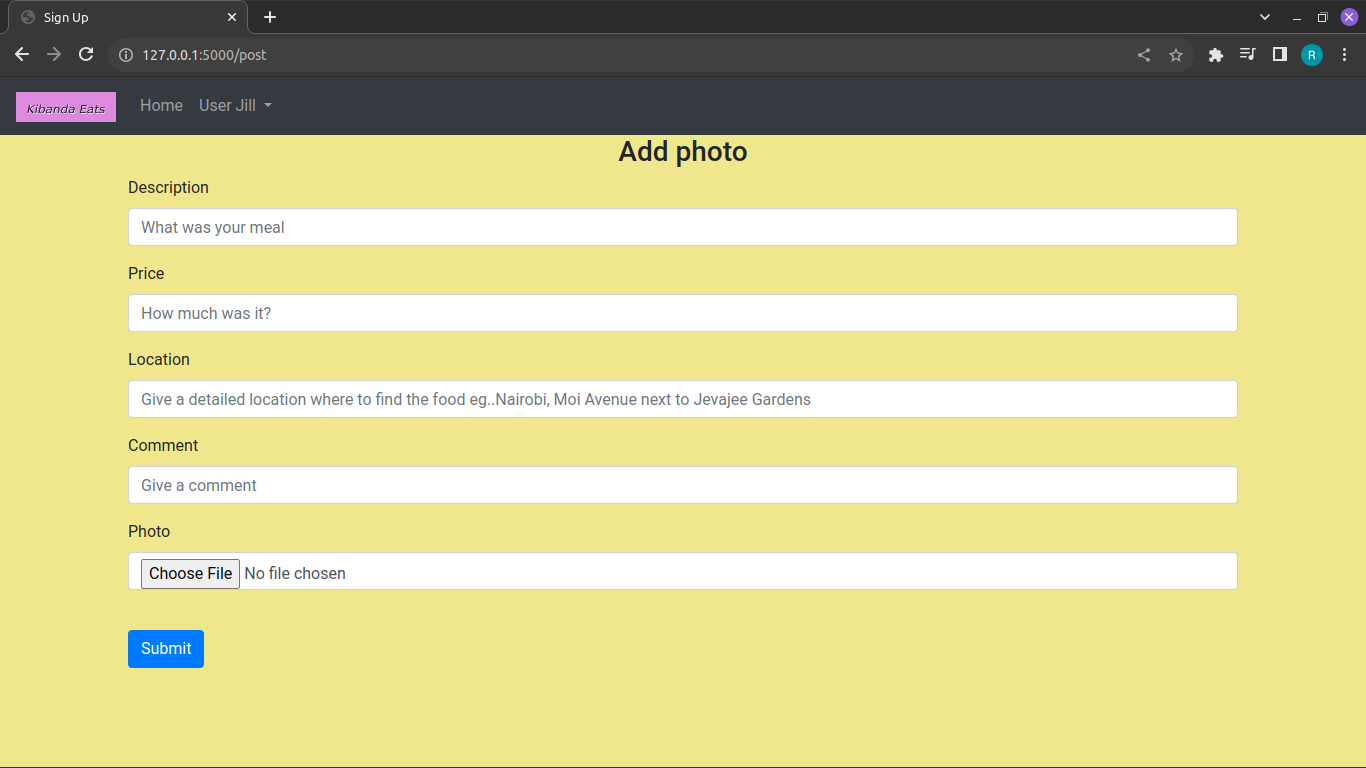 Sign Up
127.0.0.1:5000/post
R
Kibanda Eats
Home
User Jill
Add photo
Description
What was your meal
Price
How much was it?
Location
Give a detailed location where to find the food eg..Nairobi, Moi Avenue next to Jevajee Gardens
Comment
Give a comment
Photo
Choose File No file chosen
Submit